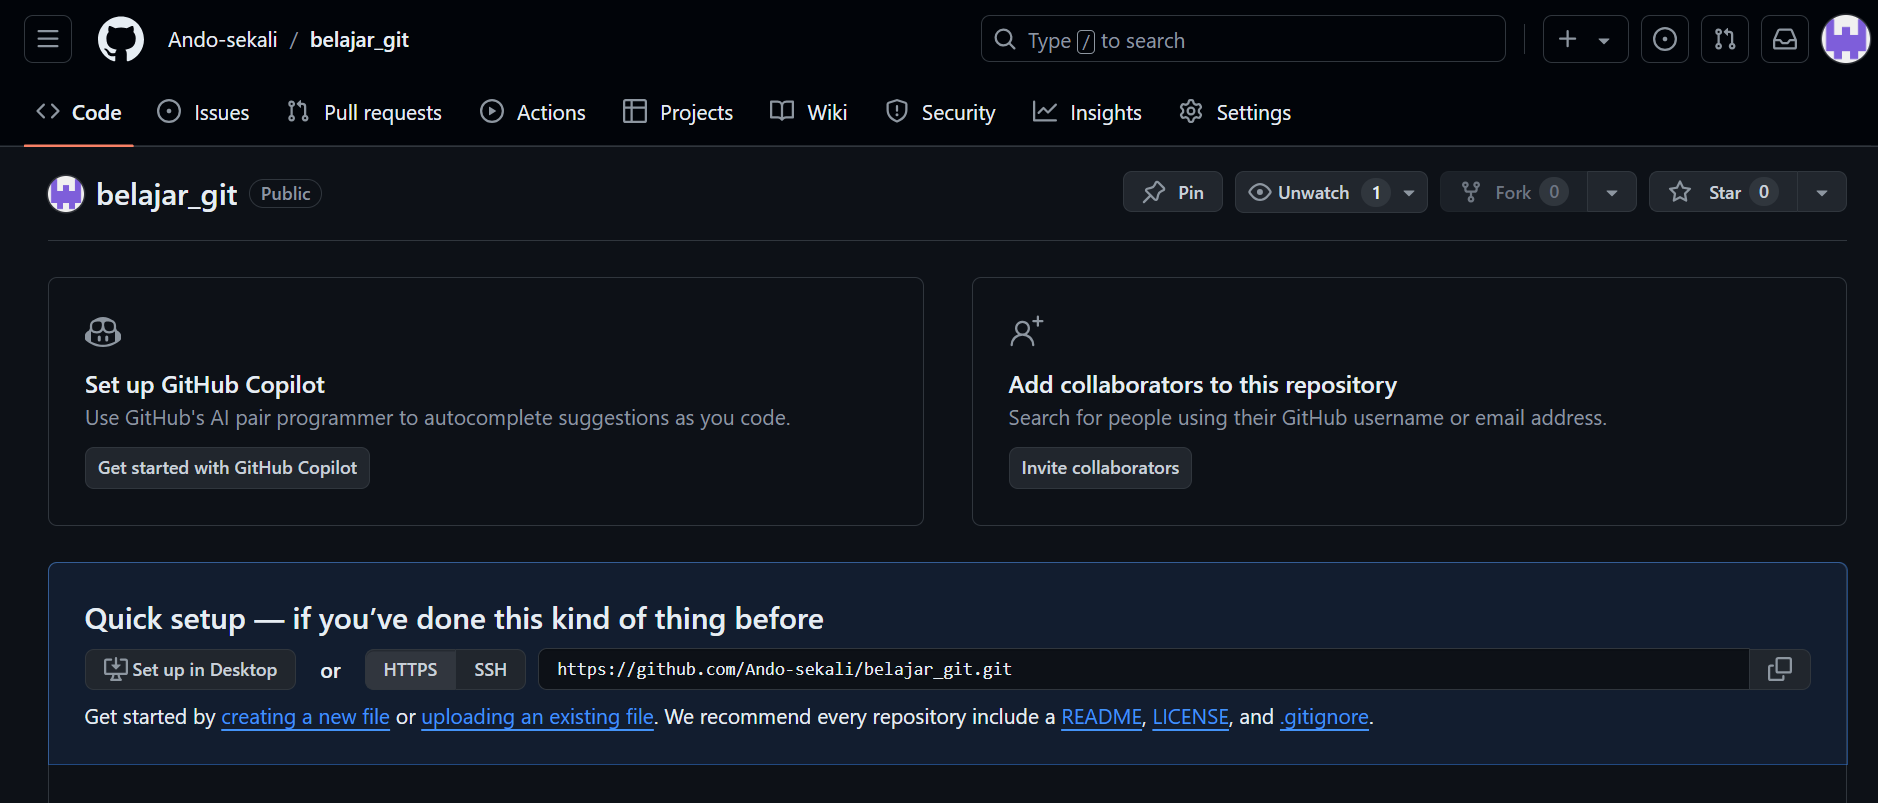 Ando-sekali / belajar_git
Type / to search
Code Issues Pull requests Actions Projects Wiki Security Insights Settings
belajar_git Public
Pin Unwatch 1 Fork 0 Star 0
Set up GitHub Copilot
Use GitHub's AI pair programmer to autocomplete suggestions as you code.
Get started with GitHub Copilot
Add collaborators to this repository
Search for people using their GitHub username or email address.
Invite collaborators
Quick setup — if you’ve done this kind of thing before
Set up in Desktop or HTTPS SSH https://github.com/Ando-sekali/belajar_git.git
Get started by creating a new file or uploading an existing file. We recommend every repository include a README, LICENSE, and .gitignore.